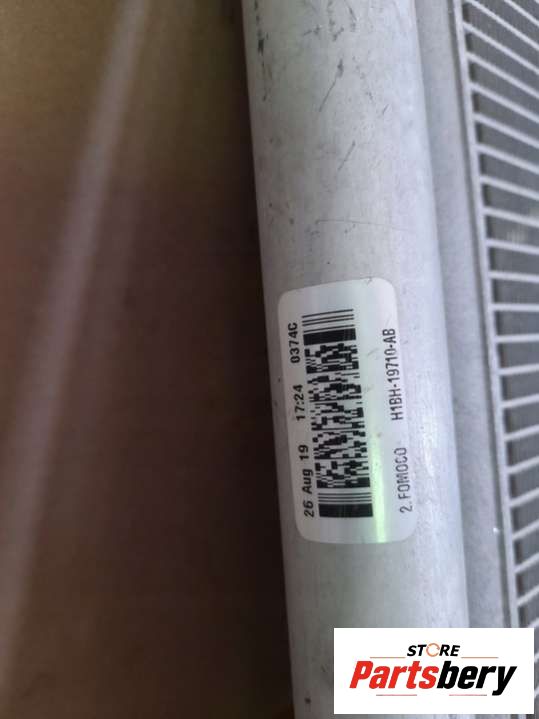 26 Aug 19 17:24 0374C
2. FOMOCO H1BH-19710-AB
STORE
Partsbery